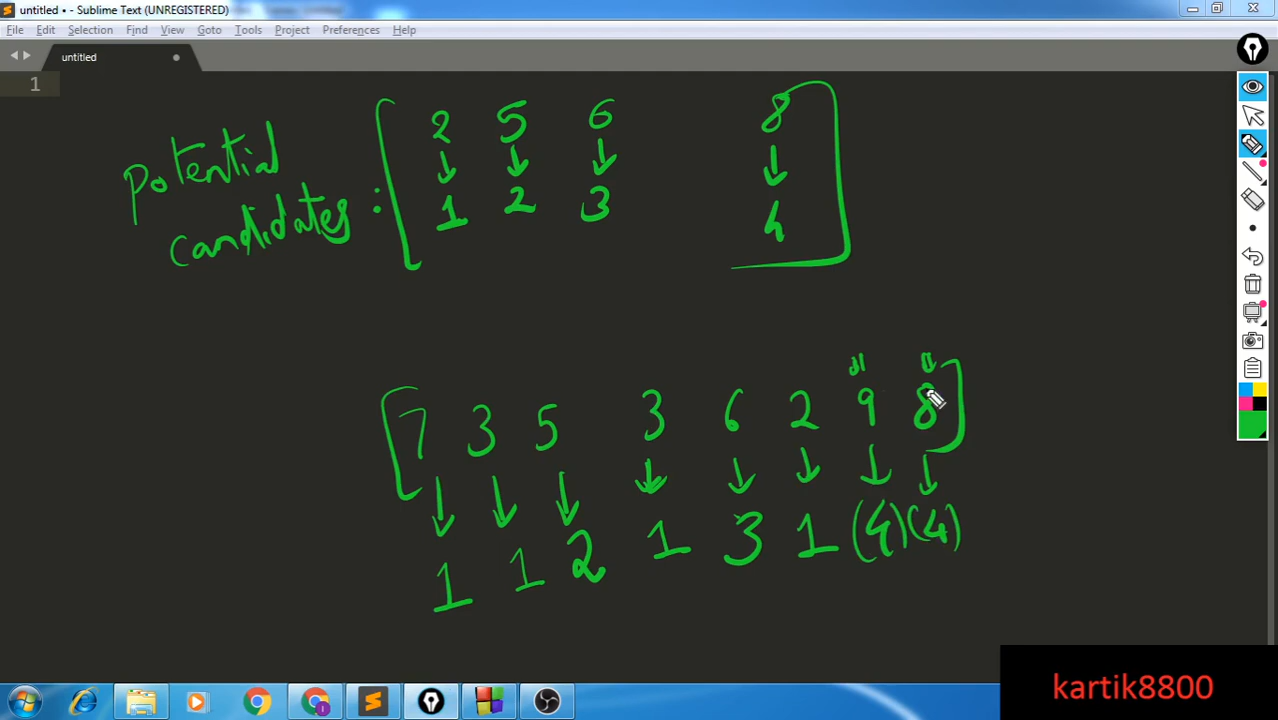 untitled • - Sublime Text (UNREGISTERED)
File Edit Selection Find View Goto Tools Project Preferences Help
untitled
1
Potential candidates: [ 2 5 6 8 ]
1 2 3 4
[ 7 3 5 3 6 2 9 8 ]
1 1 2 1 3 1 (4) (4)
kartik8800